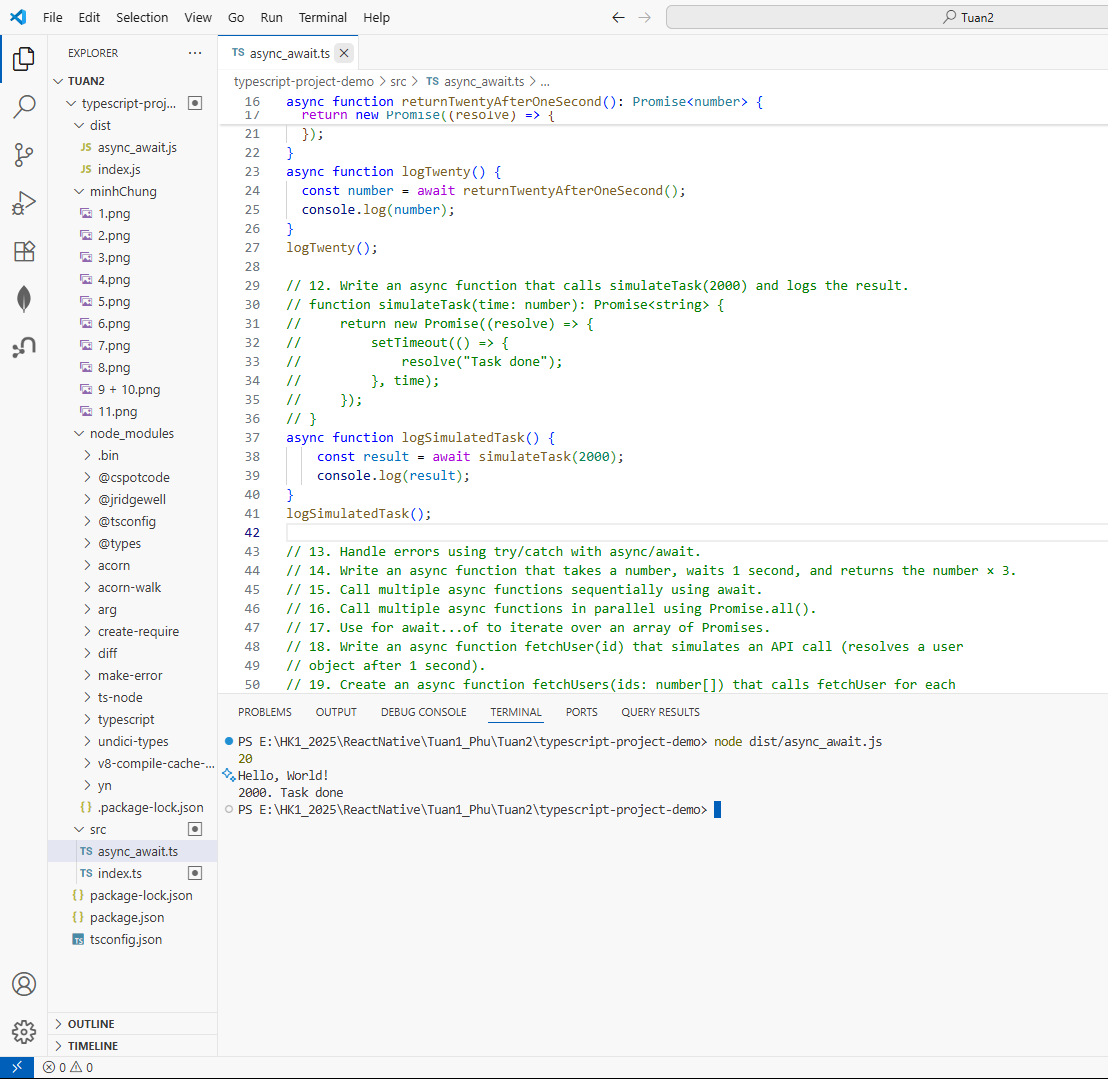 File Edit Selection View Go Run Terminal Help
Tuan2
EXPLORER
TUAN2
typescript-proj...
dist
JS async_await.js
JS index.js
minhChung
1.png
2.png
3.png
4.png
5.png
6.png
7.png
8.png
9 + 10.png
11.png
node_modules
.bin
@cspotcode
@jridgewell
@tsconfig
@types
acorn
acorn-walk
arg
create-require
diff
make-error
ts-node
typescript
undici-types
v8-compile-cache-...
yn
{} .package-lock.json
src
TS async_await.ts
TS index.ts
{} package-lock.json
{} package.json
TS tsconfig.json
OUTLINE
TIMELINE
TS async_await.ts
typescript-project-demo > src > TS async_await.ts > ...
16 async function returnTwentyAfterOneSecond(): Promise<number> {
17   return new Promise((resolve) => {
21   });
22 }
23 async function logTwenty() {
24   const number = await returnTwentyAfterOneSecond();
25   console.log(number);
26 }
27 logTwenty();
28
29 // 12. Write an async function that calls simulateTask(2000) and logs the result.
30 // function simulateTask(time: number): Promise<string> {
31 //     return new Promise((resolve) => {
32 //         setTimeout(() => {
33 //             resolve("Task done");
34 //         }, time);
35 //     });
36 // }
37 async function logSimulatedTask() {
38     const result = await simulateTask(2000);
39     console.log(result);
40 }
41 logSimulatedTask();
42
43 // 13. Handle errors using try/catch with async/await.
44 // 14. Write an async function that takes a number, waits 1 second, and returns the number × 3.
45 // 15. Call multiple async functions sequentially using await.
46 // 16. Call multiple async functions in parallel using Promise.all().
47 // 17. Use for await...of to iterate over an array of Promises.
48 // 18. Write an async function fetchUser(id) that simulates an API call (resolves a user
49 // object after 1 second).
50 // 19. Create an async function fetchUsers(ids: number[]) that calls fetchUser for each
PROBLEMS OUTPUT DEBUG CONSOLE TERMINAL PORTS QUERY RESULTS
PS E:\HK1_2025\ReactNative\Tuan1_Phu\Tuan2\typescript-project-demo> node dist/async_await.js
20
Hello, World!
2000. Task done
PS E:\HK1_2025\ReactNative\Tuan1_Phu\Tuan2\typescript-project-demo>
0 0